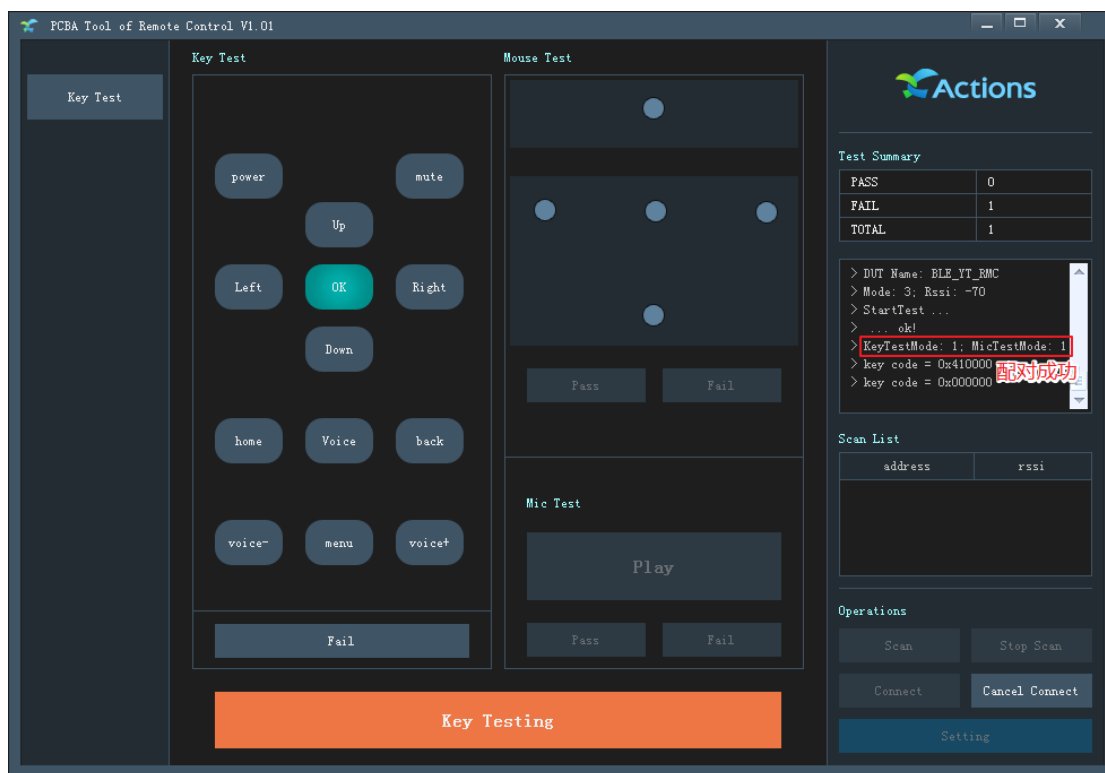 PCBA Tool of Remote Control V1.01
Key Test
Key Test
power
mute
Up
Left
OK
Right
Down
home
Voice
back
voice-
menu
voice+
Fail
Mouse Test
Pass
Fail
Mic Test
Play
Pass
Fail
Key Testing
Actions
Test Summary
PASS 0
FAIL 1
TOTAL 1
> DUT Name: BLE_YT_RMC
> Mode: 3; Rssi: -70
> StartTest ...
> ... ok!
> KeyTestMode: 1; MicTestMode: 1
> key code = 0x410000
> key code = 0x000000
配对成功
Scan List
address rssi
Operations
Scan
Stop Scan
Connect
Cancel Connect
Setting